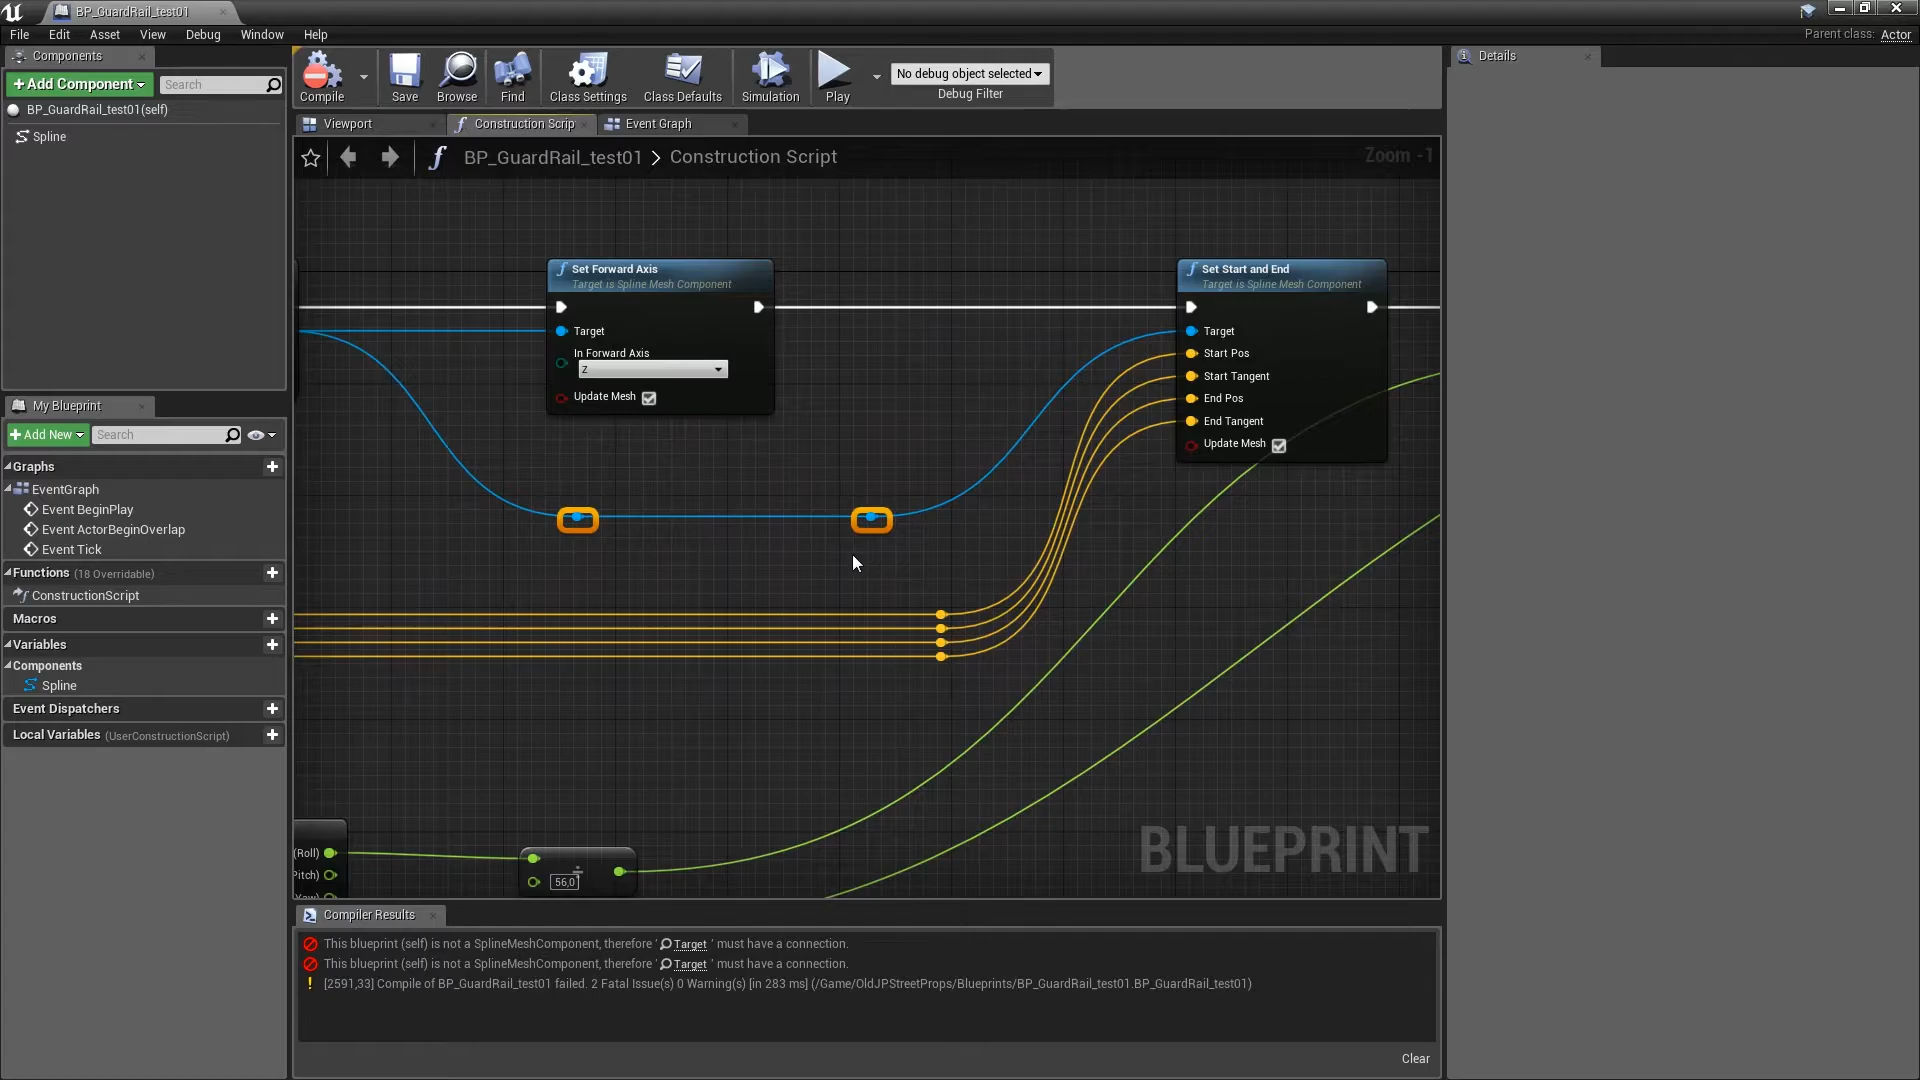 BP_GuardRail_test01
File Edit Asset View Debug Window Help
Parent class: Actor
Components
Add Component
Search
BP_GuardRail_test01(self)
Spline
Compile
Save
Browse
Find
Class Settings
Class Defaults
Simulation
Play
No debug object selected
Debug Filter
Details
Viewport
Construction Scrip
Event Graph
BP_GuardRail_test01 > Construction Script
Zoom -1
Set Forward Axis
Target is Spline Mesh Component
Target
In Forward Axis
Z
Update Mesh
Set Start and End
Target is Spline Mesh Component
Target
Start Pos
Start Tangent
End Pos
End Tangent
Update Mesh
(Roll)
Pitch)
Yaw)
÷
56,0
BLUEPRINT
My Blueprint
Add New
Search
Graphs
EventGraph
Event BeginPlay
Event ActorBeginOverlap
Event Tick
Functions (18 Overridable)
ConstructionScript
Macros
Variables
Components
Spline
Event Dispatchers
Local Variables (UserConstructionScript)
Compiler Results
This blueprint (self) is not a SplineMeshComponent, therefore ' Target ' must have a connection.
This blueprint (self) is not a SplineMeshComponent, therefore ' Target ' must have a connection.
[2591,33] Compile of BP_GuardRail_test01 failed. 2 Fatal Issue(s) 0 Warning(s) [in 283 ms] (/Game/OldJPStreetProps/Blueprints/BP_GuardRail_test01.BP_GuardRail_test01)
Clear